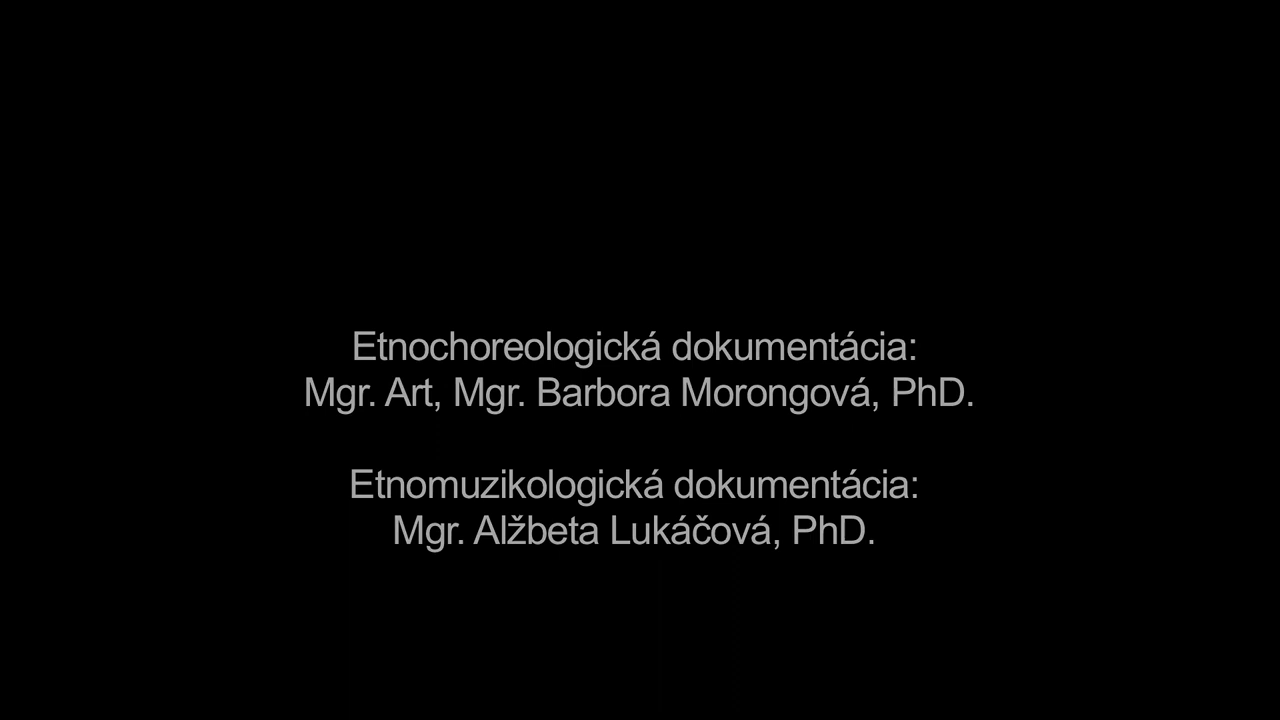 Etnochoreologická dokumentácia:
Mgr. Art, Mgr. Barbora Morongová, PhD.
Etnomuzikologická dokumentácia:
Mgr. Alžbeta Lukáčová, PhD.